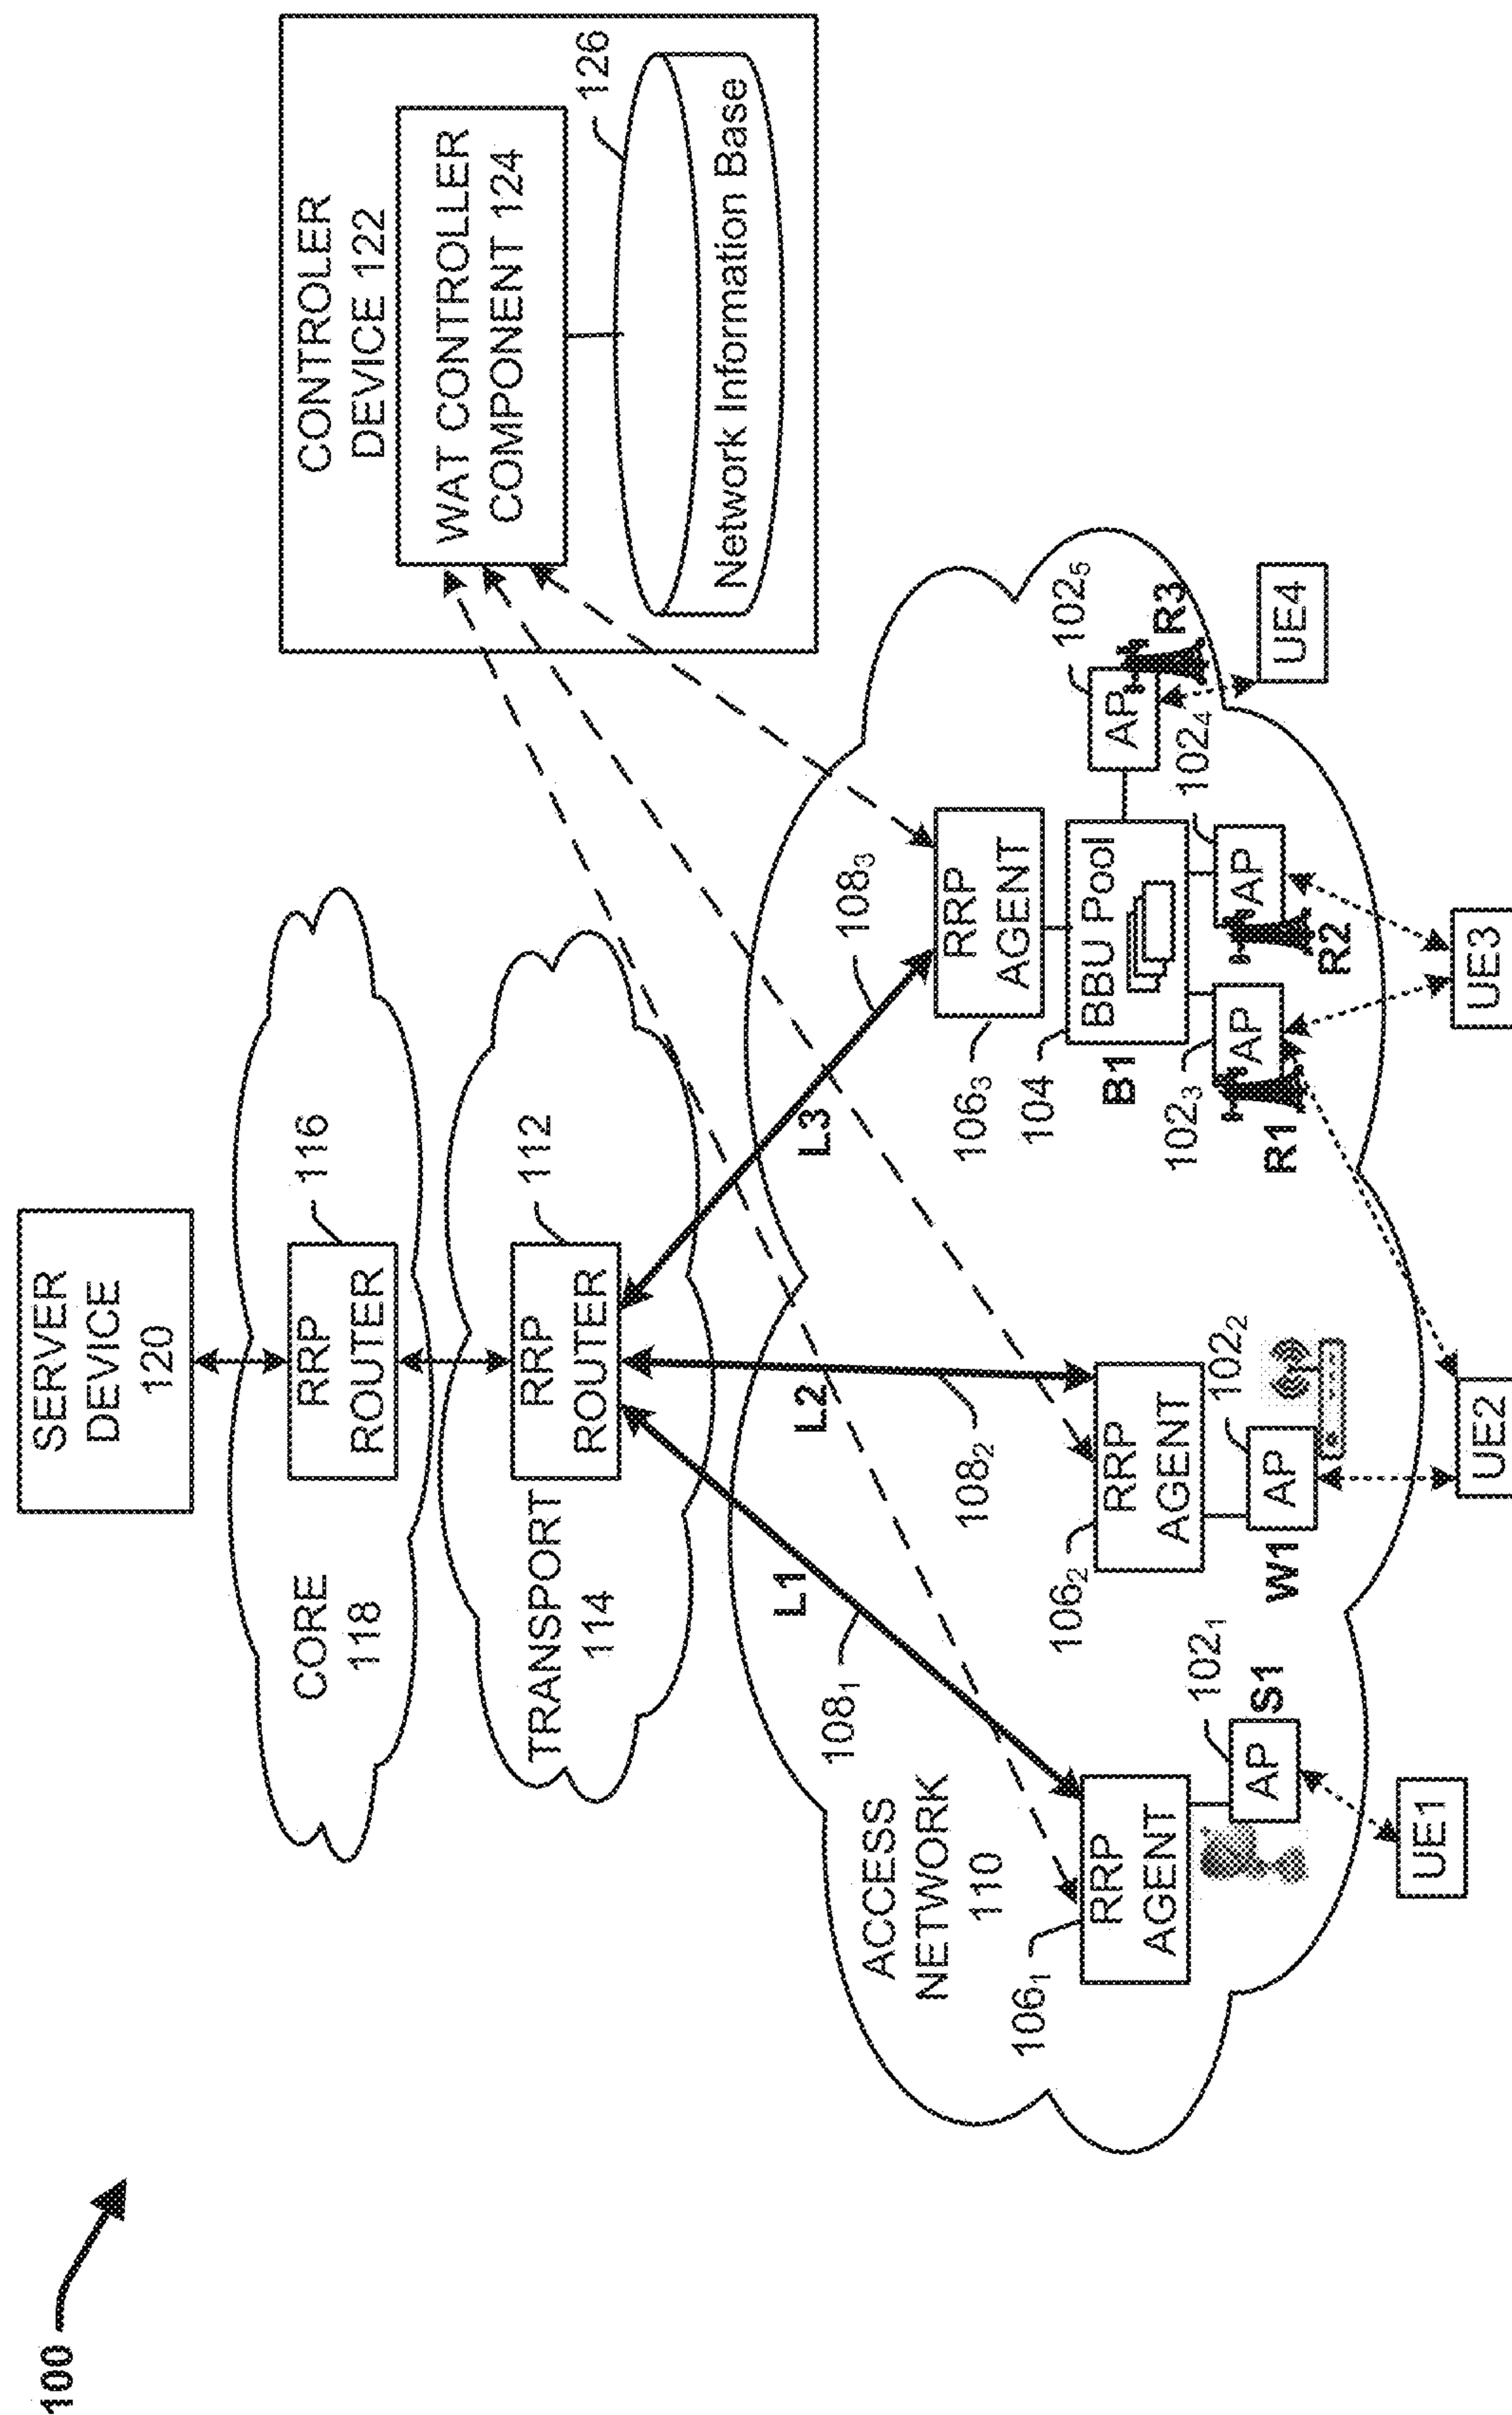 100
SERVER
DEVICE
120
116
RRP
ROUTER
CORE
118
112
RRP
ROUTER
TRANSPORT
114
CONTROLER
DEVICE 122
WAT CONTROLLER
COMPONENT 124
126
Network Information Base
L1
L2
L3
108₁
108₂
108₃
ACCESS
NETWORK
110
106₁
RRP
AGENT
106₂
RRP
AGENT
106₃
RRP
AGENT
104
BBU Pool
B1
102₁
AP
S1
102₂
AP
W1
102₃
AP
R1
102₄
AP
R2
102₅
AP
R3
UE1
UE2
UE3
UE4